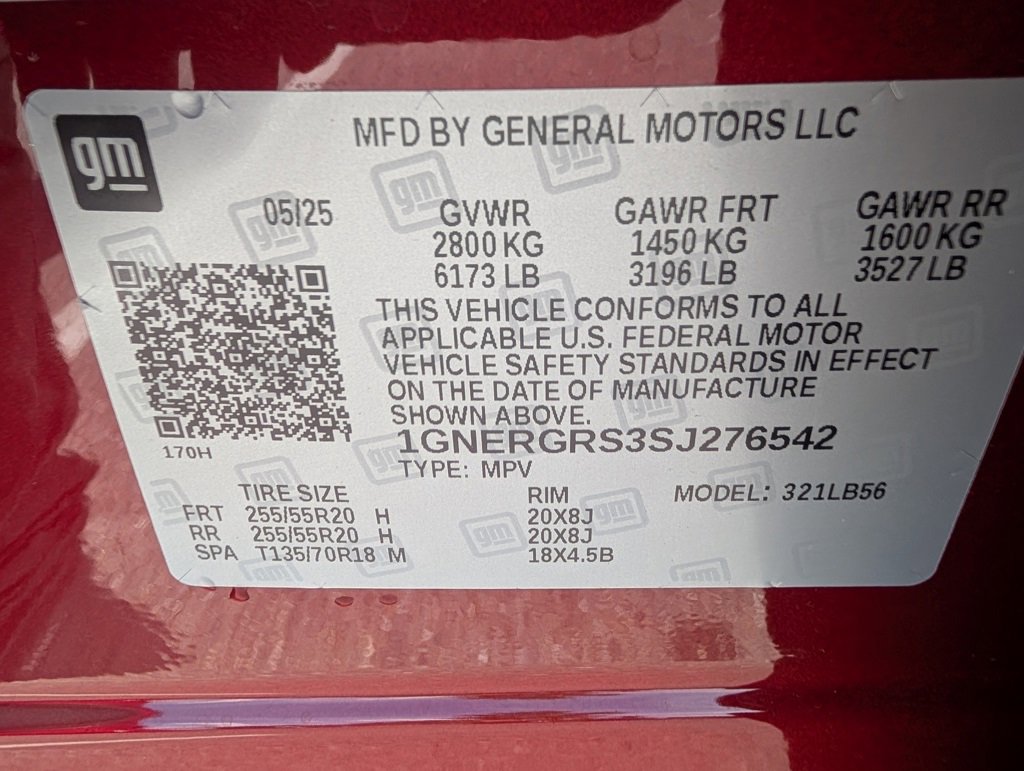 gm
MFD BY GENERAL MOTORS LLC
05/25 GVWR GAWR FRT GAWR RR
2800 KG 1450 KG 1600 KG
6173 LB 3196 LB 3527 LB
THIS VEHICLE CONFORMS TO ALL
APPLICABLE U.S. FEDERAL MOTOR
VEHICLE SAFETY STANDARDS IN EFFECT
ON THE DATE OF MANUFACTURE
SHOWN ABOVE.
1GNERGRS3SJ276542
170H
TYPE: MPV
TIRE SIZE RIM MODEL: 321LB56
FRT 255/55R20 H 20X8J
RR 255/55R20 H 20X8J
SPA T135/70R18 M 18X4.5B